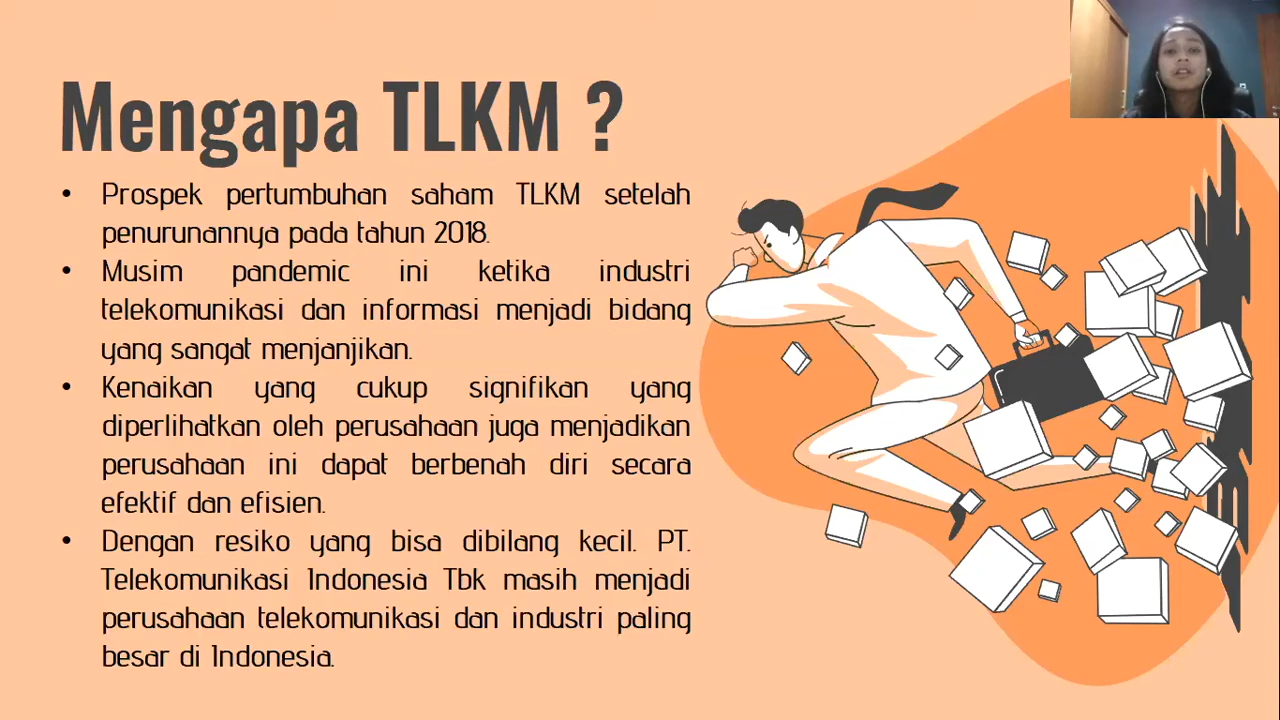 Mengapa TLKM ?
• Prospek pertumbuhan saham TLKM setelah
penurunannya pada tahun 2018.
• Musim pandemic ini ketika industri
telekomunikasi dan informasi menjadi bidang
yang sangat menjanjikan.
• Kenaikan yang cukup signifikan yang
diperlihatkan oleh perusahaan juga menjadikan
perusahaan ini dapat berbenah diri secara
efektif dan efisien.
• Dengan resiko yang bisa dibilang kecil. PT.
Telekomunikasi Indonesia Tbk masih menjadi
perusahaan telekomunikasi dan industri paling
besar di Indonesia.